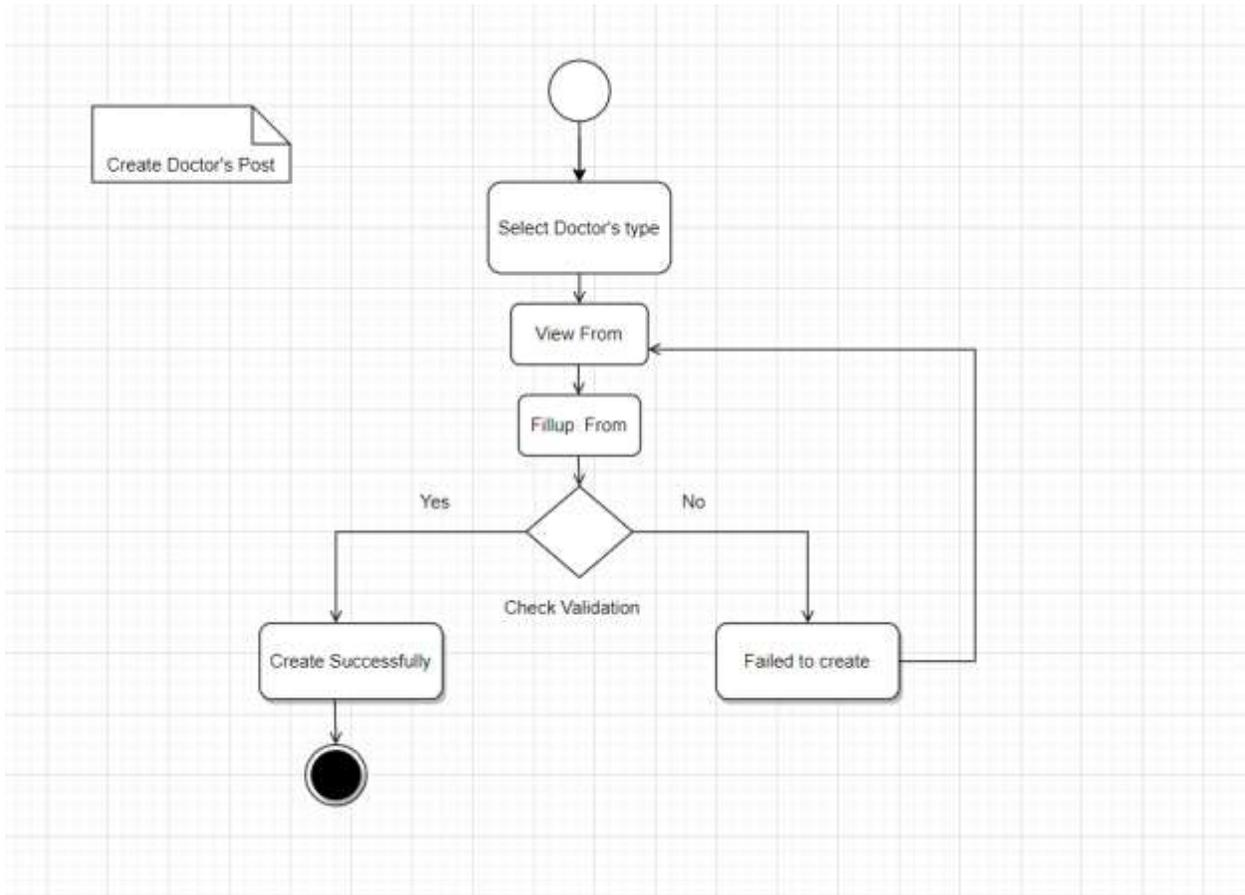 Create Doctor's Post
Select Doctor's type
View From
Fillup From
Yes
No
Check Validation
Create Successfully
Failed to create